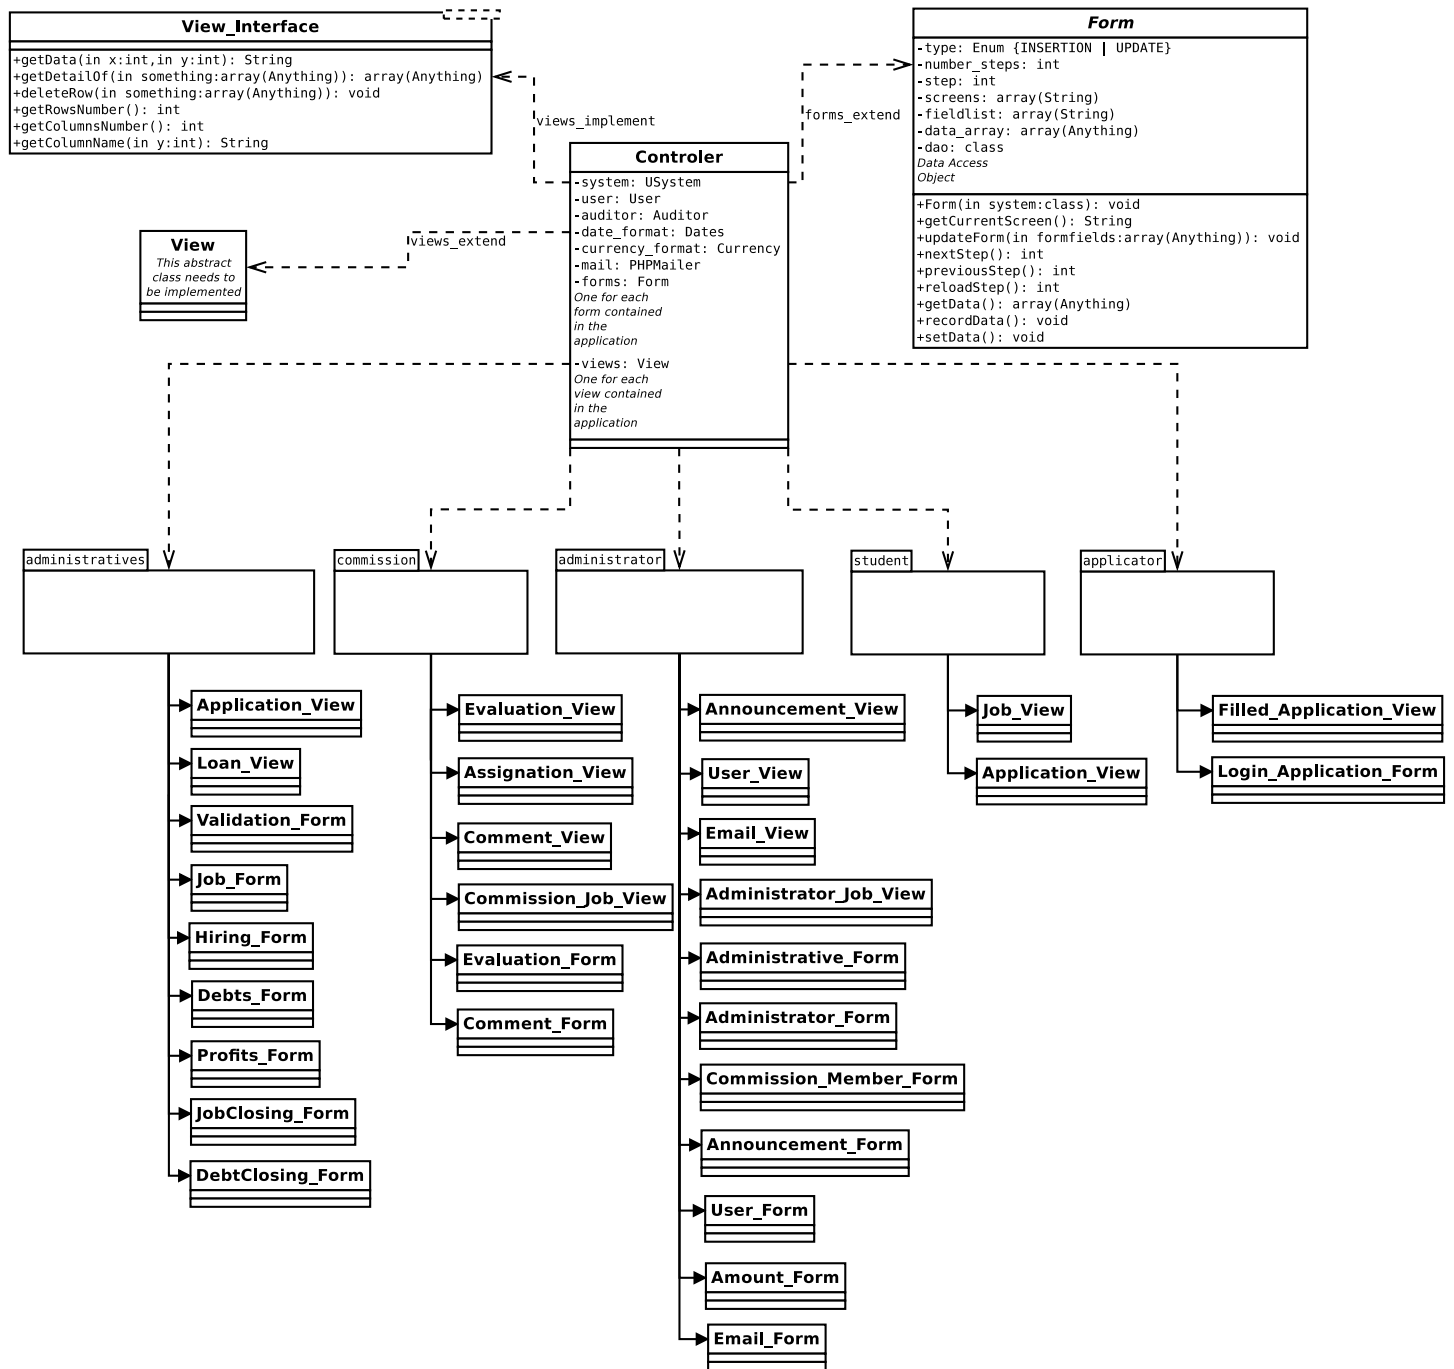 View_Interface
+getData(in x:int,in y:int): String
+getDetailOf(in something:array(Anything)): array(Anything)
+deleteRow(in something:array(Anything)): void
+getRowsNumber(): int
+getColumnsNumber(): int
+getColumnName(in y:int): String
views_implement
forms_extend
Form
-type: Enum {INSERTION | UPDATE}
-number_steps: int
-step: int
-screens: array(String)
-fieldlist: array(String)
-data_array: array(Anything)
-dao: class
Data Access
Object
+Form(in system:class): void
+getCurrentScreen(): String
+updateForm(in formfields:array(Anything)): void
+nextStep(): int
+previousStep(): int
+reloadStep(): int
+getData(): array(Anything)
+recordData(): void
+setData(): void
Controler
-system: USystem
-user: User
-auditor: Auditor
-date_format: Dates
-currency_format: Currency
-mail: PHPMailer
-forms: Form
One for each
form contained
in the
application
-views: View
One for each
view contained
in the
application
views_extend
View
This abstract
class needs to
be implemented
administratives
Application_View
Loan_View
Validation_Form
Job_Form
Hiring_Form
Debts_Form
Profits_Form
JobClosing_Form
DebtClosing_Form
commission
Evaluation_View
Assignation_View
Comment_View
Commission_Job_View
Evaluation_Form
Comment_Form
administrator
Announcement_View
User_View
Email_View
Administrator_Job_View
Administrative_Form
Administrator_Form
Commission_Member_Form
Announcement_Form
User_Form
Amount_Form
Email_Form
student
Job_View
Application_View
applicator
Filled_Application_View
Login_Application_Form